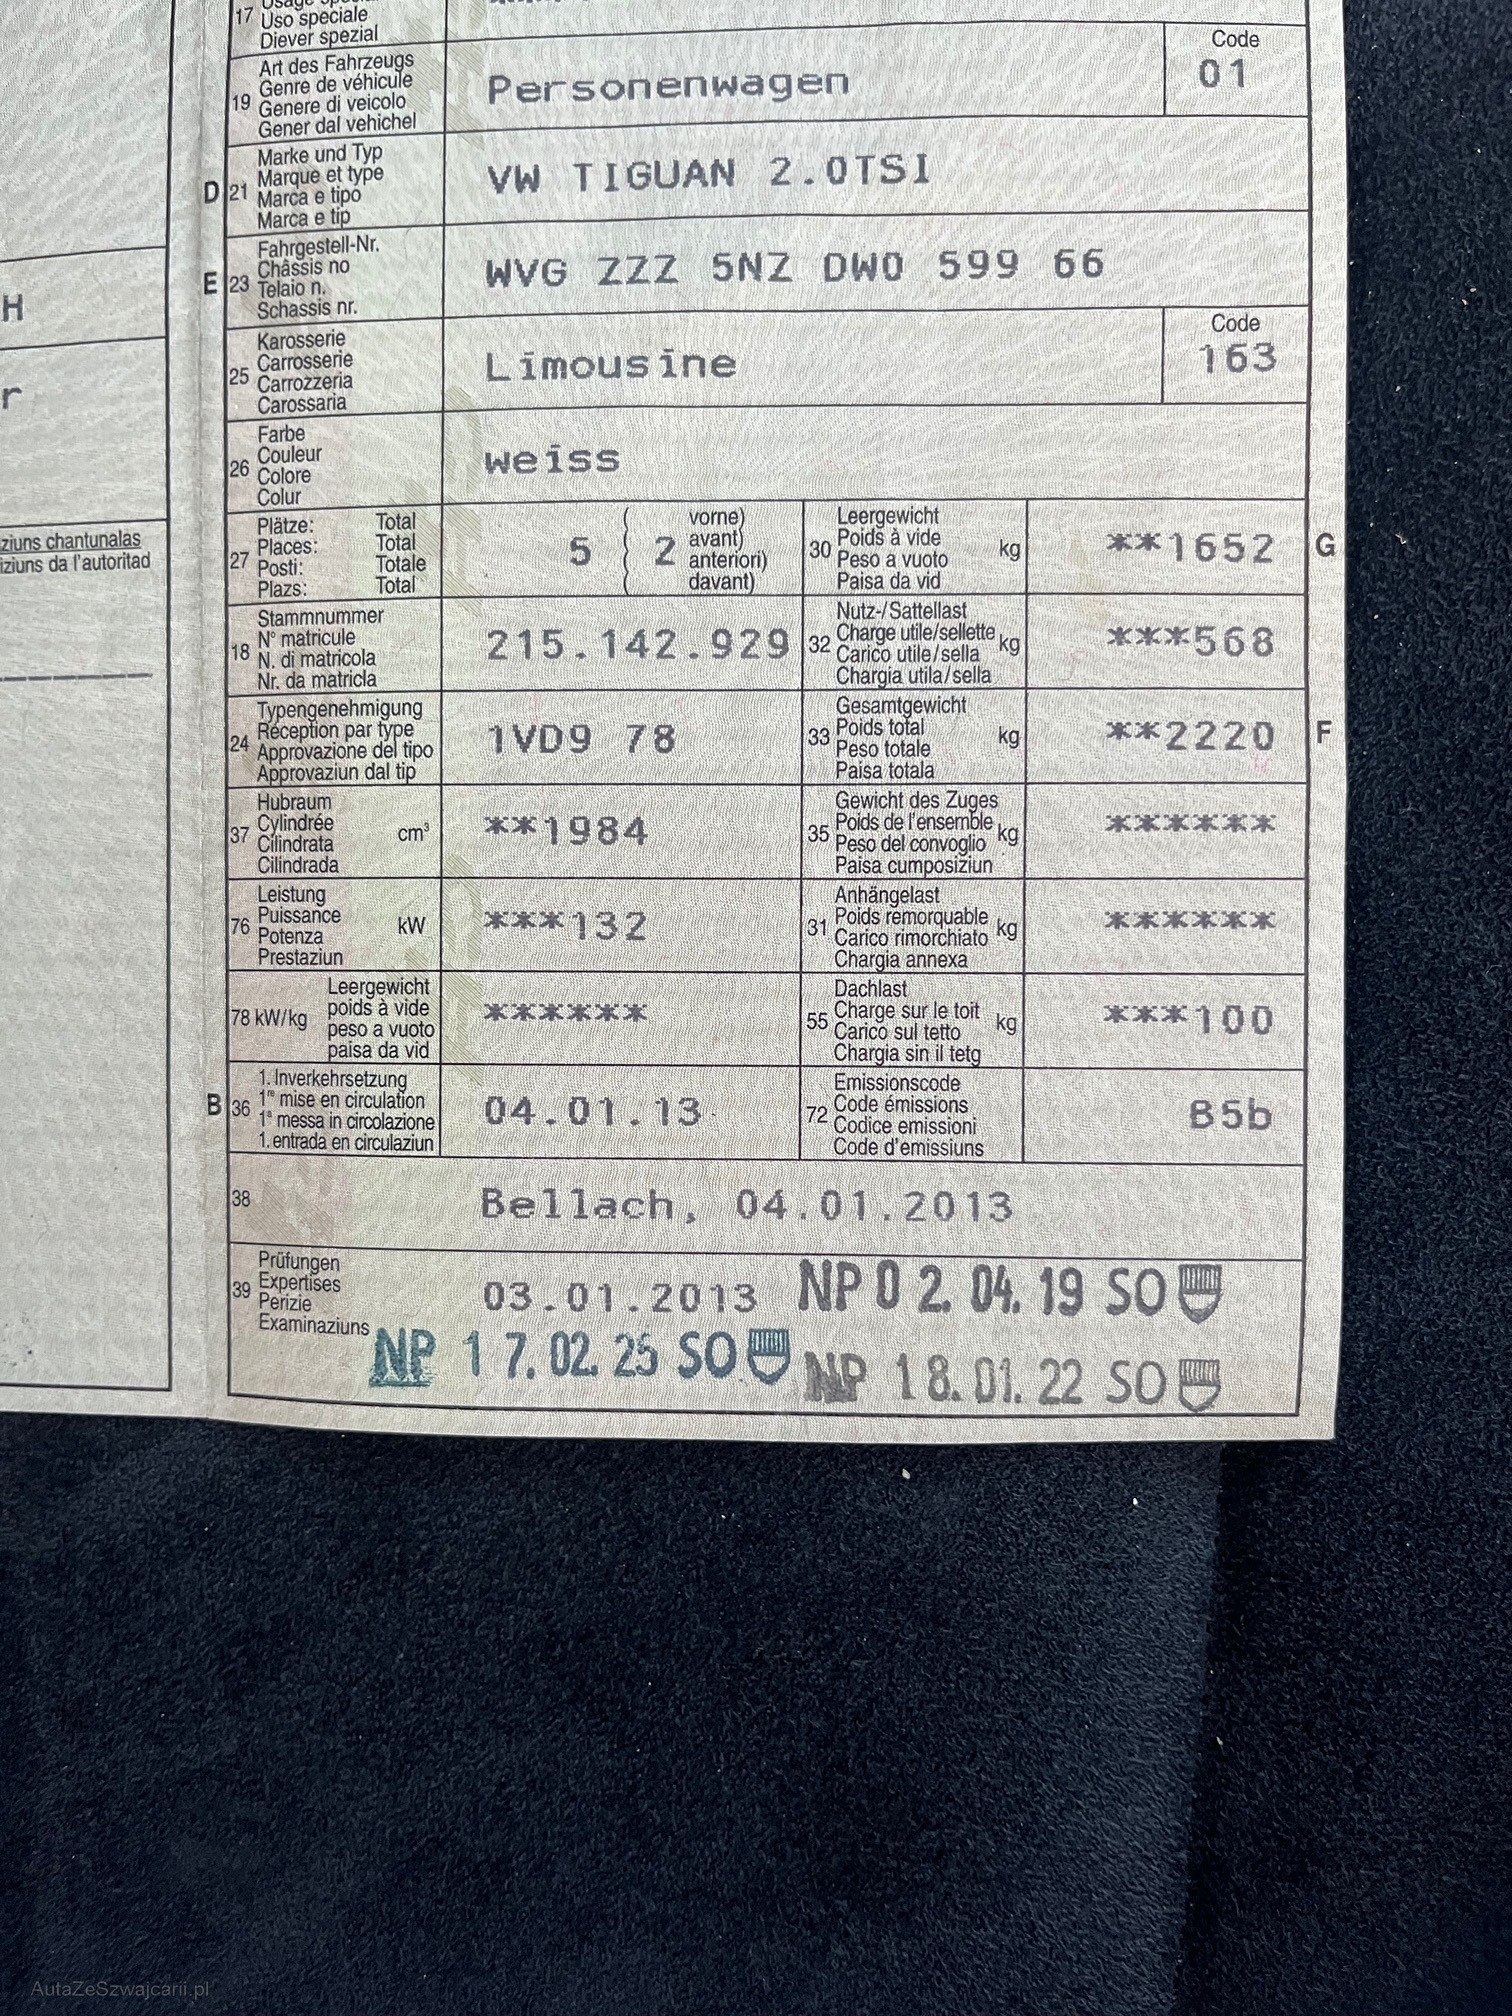 17 Usage spéciale
Uso speciale
Diever spezial
19 Art des Fahrzeugs
Genre de véhicule
Genere di veicolo
Gener dal vehichel
Personenwagen
Code
01
D 21 Marke und Typ
Marque et type
Marca e tipo
Marca e tip
VW TIGUAN 2.0TSI
E 23 Fahrgestell-Nr.
Châssis no
Telaio n.
Schassis nr.
WVG ZZZ 5NZ DW0 599 66
25 Karosserie
Carrosserie
Carrozzeria
Carossaria
Limousine
Code
163
26 Farbe
Couleur
Colore
Colur
weiss
27 Plätze: Total
Places: Total
Posti: Totale
Plazs: Total
5 ( 2 vorne)
avant)
anteriori)
davant)
30 Leergewicht
Poids à vide
Peso a vuoto
Paisa da vid
kg
**1652 G
18 Stammnummer
N° matricule
N. di matricola
Nr. da matricla
215.142.929
32 Nutz-/Sattellast
Charge utile/sellette
Carico utile/sella
Chargia utila/sella
kg
***568
24 Typengenehmigung
Réception par type
Approvazione del tipo
Approvaziun dal tip
1VD9 78
33 Gesamtgewicht
Poids total
Peso totale
Paisa totala
kg
**2220 F
37 Hubraum
Cylindrée
Cilindrata
Cilindrada
cm³
**1984
35 Gewicht des Zuges
Poids de l'ensemble
Peso del convoglio
Paisa cumposiziun
kg
******
76 Leistung
Puissance
Potenza
Prestaziun
kW
***132
31 Anhängelast
Poids remorquable
Carico rimorchiato
Chargia annexa
kg
******
78 kW/kg Leergewicht
poids à vide
peso a vuoto
paisa da vid
******
55 Dachlast
Charge sur le toit
Carico sul tetto
Chargia sin il tetg
kg
***100
B 36 1. Inverkehrsetzung
1re mise en circulation
1a messa in circolazione
1. entrada en circulaziun
04.01.13
72 Emissionscode
Code émissions
Codice emissioni
Code d'emissiuns
B5b
38 Bellach, 04.01.2013
39 Prüfungen
Expertises
Perizie
Examinaziuns
03.01.2013 NP 0 2. 04. 19 SO
NP 1 7. 02. 25 SO
NP 18. 01. 22 SO
H
r
ziuns chantunalas
iziuns da l'autoritad
AutaZeSzwajcarii.pl